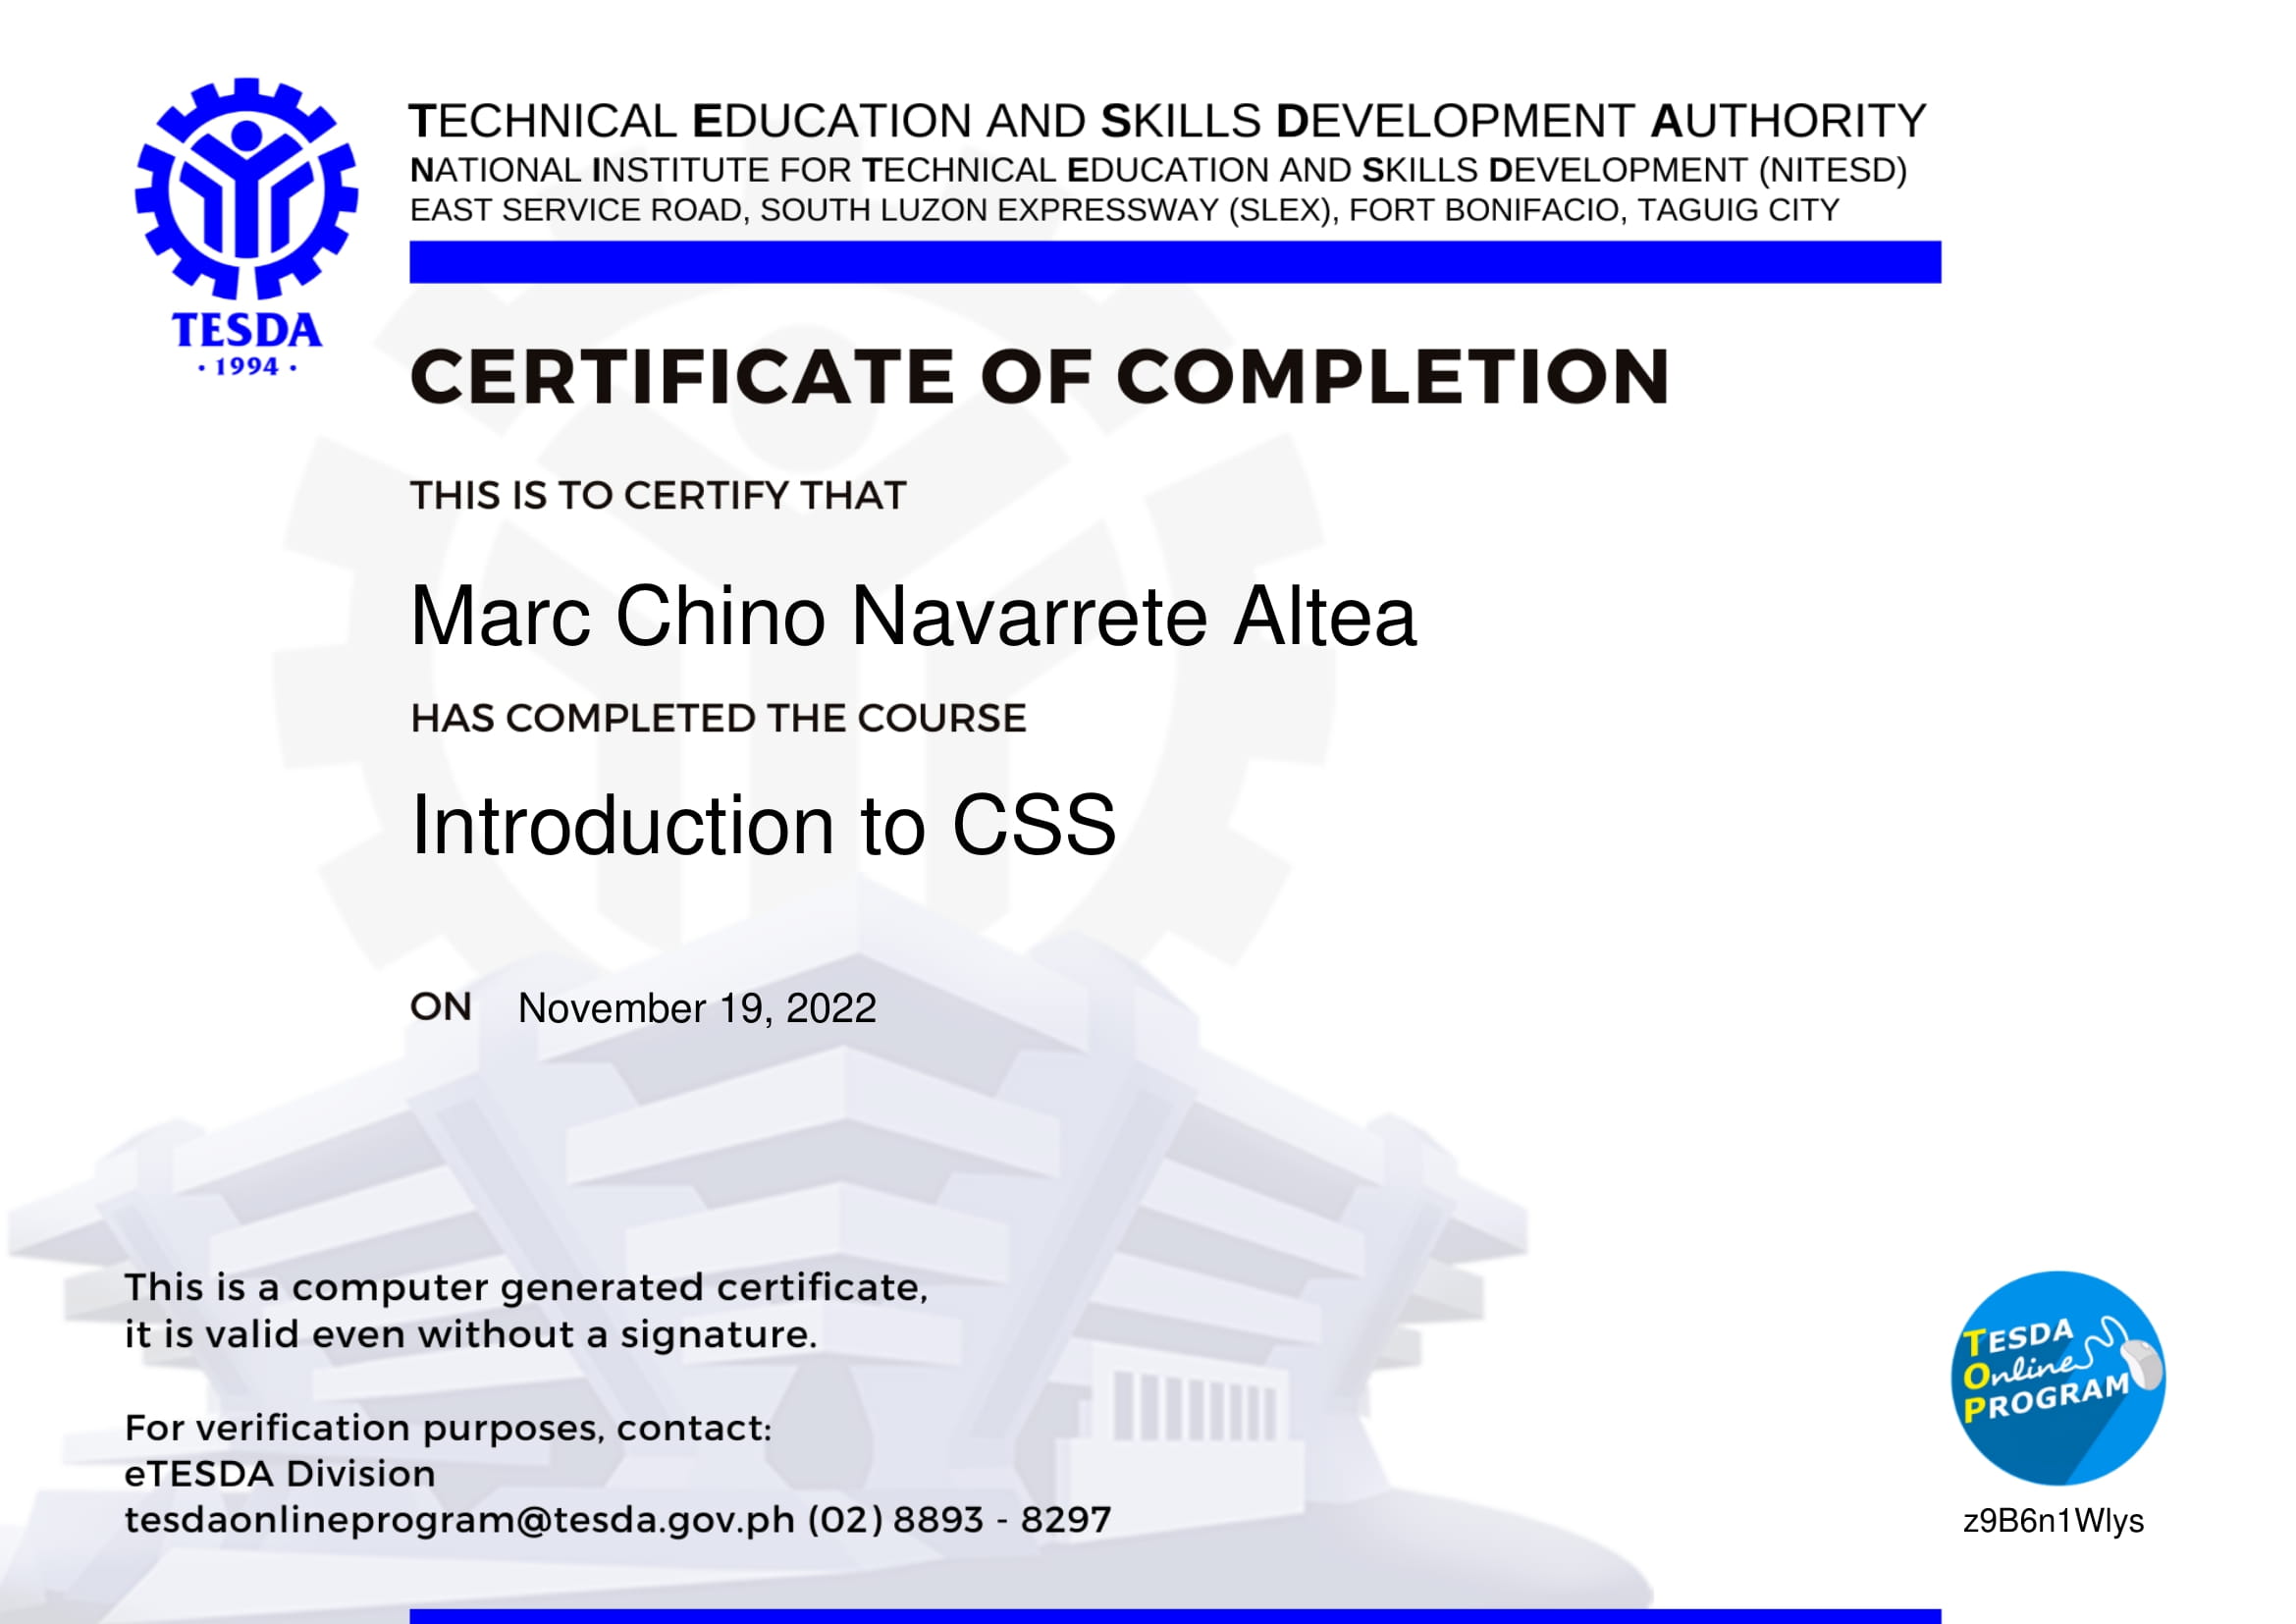 TECHNICAL EDUCATION AND SKILLS DEVELOPMENT AUTHORITY
NATIONAL INSTITUTE FOR TECHNICAL EDUCATION AND SKILLS DEVELOPMENT (NITESD)
EAST SERVICE ROAD, SOUTH LUZON EXPRESSWAY (SLEX), FORT BONIFACIO, TAGUIG CITY
TESDA
· 1994 ·
CERTIFICATE OF COMPLETION
THIS IS TO CERTIFY THAT
Marc Chino Navarrete Altea
HAS COMPLETED THE COURSE
Introduction to CSS
ON November 19, 2022
This is a computer generated certificate,
it is valid even without a signature.
For verification purposes, contact:
eTESDA Division
tesdaonlineprogram@tesda.gov.ph (02) 8893 - 8297
TESDA
Online
PROGRAM
z9B6n1Wlys